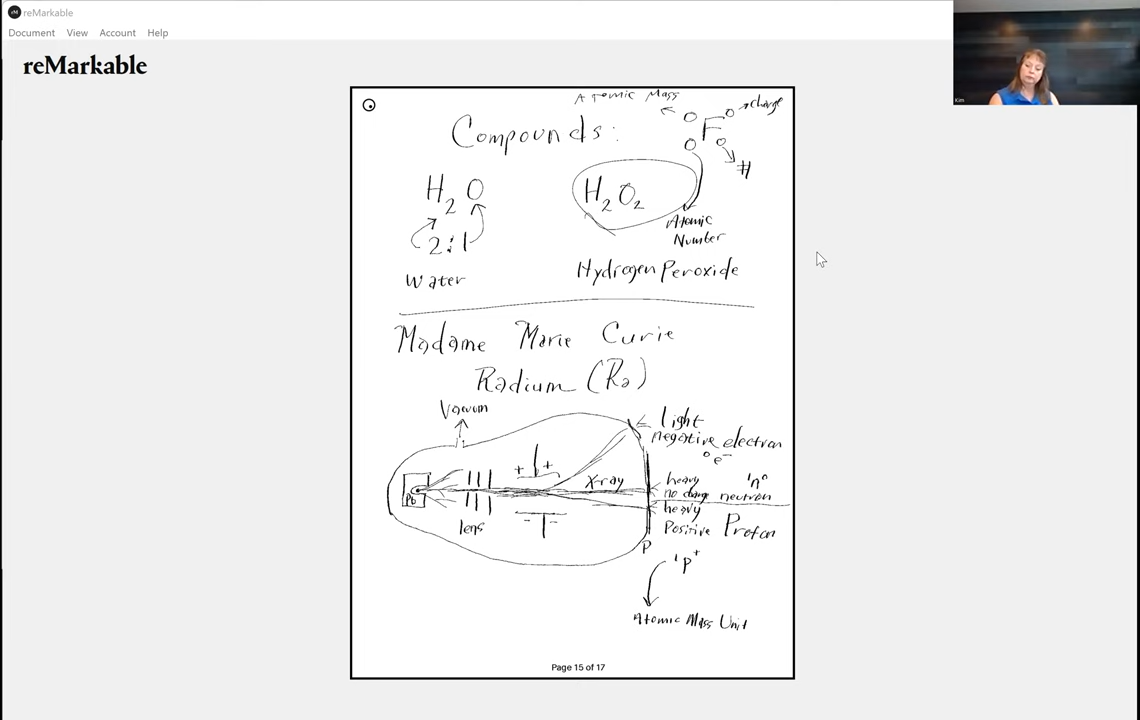 reMarkable
Document View Account Help
reMarkable
Kim
Atomic Mass
charge
Compounds:
F
#
H2O
H2O2
2:1
Atomic
Number
Water
Hydrogen Peroxide
Madame Marie Curie
Radium (Ra)
Vacuum
light
negative electron
°e⁻
+ +
X-ray
heavy ¹n°
no charge neutron
Pb
lens
- -
heavy
Positive Proton
P
¹p⁺
Atomic Mass Unit
Page 15 of 17